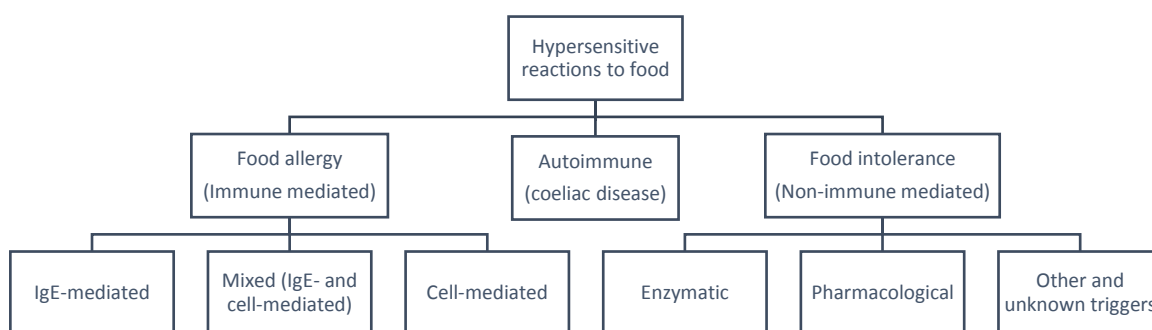 Hypersensitive
reactions to food
Food allergy
(Immune mediated)
Autoimmune
(coeliac disease)
Food intolerance
(Non-immune mediated)
IgE-mediated
Mixed (IgE- and
cell-mediated)
Cell-mediated
Enzymatic
Pharmacological
Other and
unknown triggers